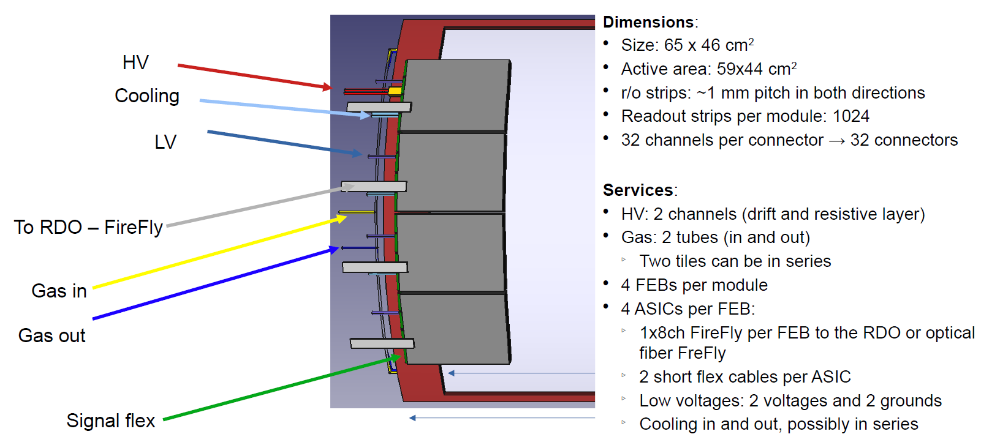 HV
Cooling
LV
To RDO – FireFly
Gas in
Gas out
Signal flex
Dimensions:
• Size: 65 x 46 cm²
• Active area: 59x44 cm²
• r/o strips: ~1 mm pitch in both directions
• Readout strips per module: 1024
• 32 channels per connector → 32 connectors
Services:
• HV: 2 channels (drift and resistive layer)
• Gas: 2 tubes (in and out)
▹ Two tiles can be in series
• 4 FEBs per module
• 4 ASICs per FEB:
▹ 1x8ch FireFly per FEB to the RDO or optical
fiber FreFly
▹ 2 short flex cables per ASIC
▹ Low voltages: 2 voltages and 2 grounds
▹ Cooling in and out, possibly in series